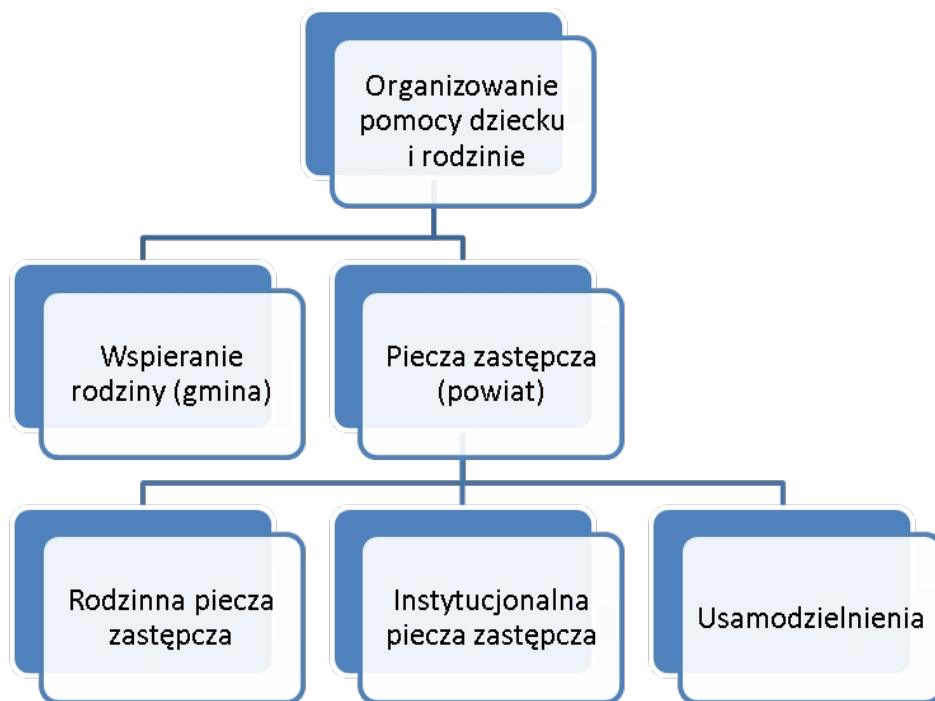 Organizowanie
pomocy dziecku
i rodzinie
Wspieranie
rodziny (gmina)
Piecza zastępcza
(powiat)
Rodzinna piecza
zastępcza
Instytucjonalna
piecza zastępcza
Usamodzielnienia